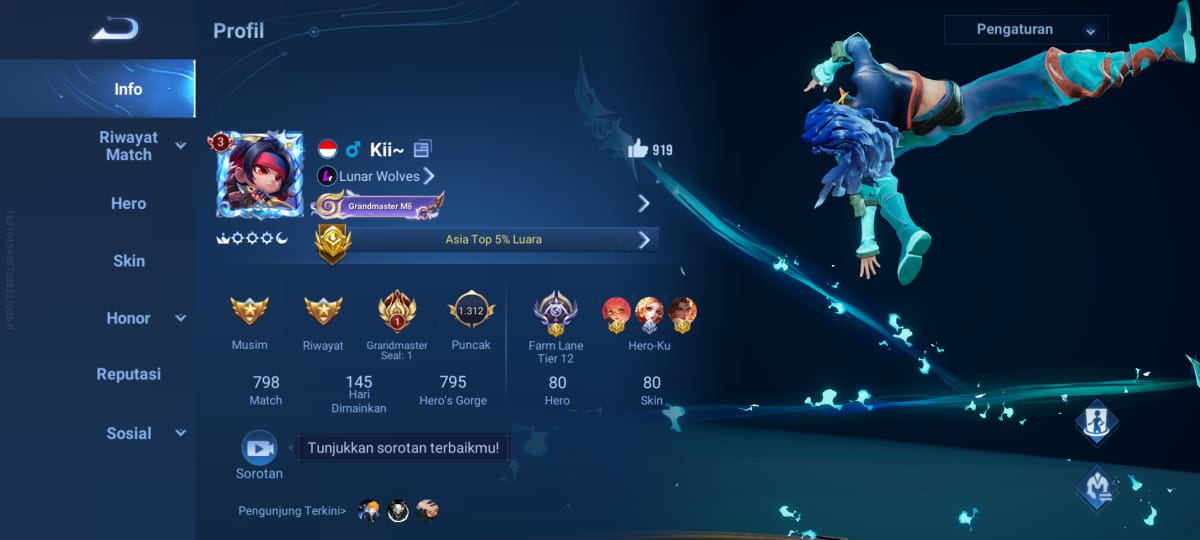 Profil
Pengaturan
Info
Riwayat
Match
Hero
Skin
Honor
Reputasi
Sosial
3
Kii~
919
Lunar Wolves
Grandmaster M6
Asia Top 5% Luara
1
1.312
Musim
Riwayat
Grandmaster
Seal: 1
Puncak
Farm Lane
Tier 12
Hero-Ku
798
Match
145
Hari
Dimainkan
795
Hero's Gorge
80
Hero
80
Skin
Sorotan
Tunjukkan sorotan terbaikmu!
Pengunjung Terkini>